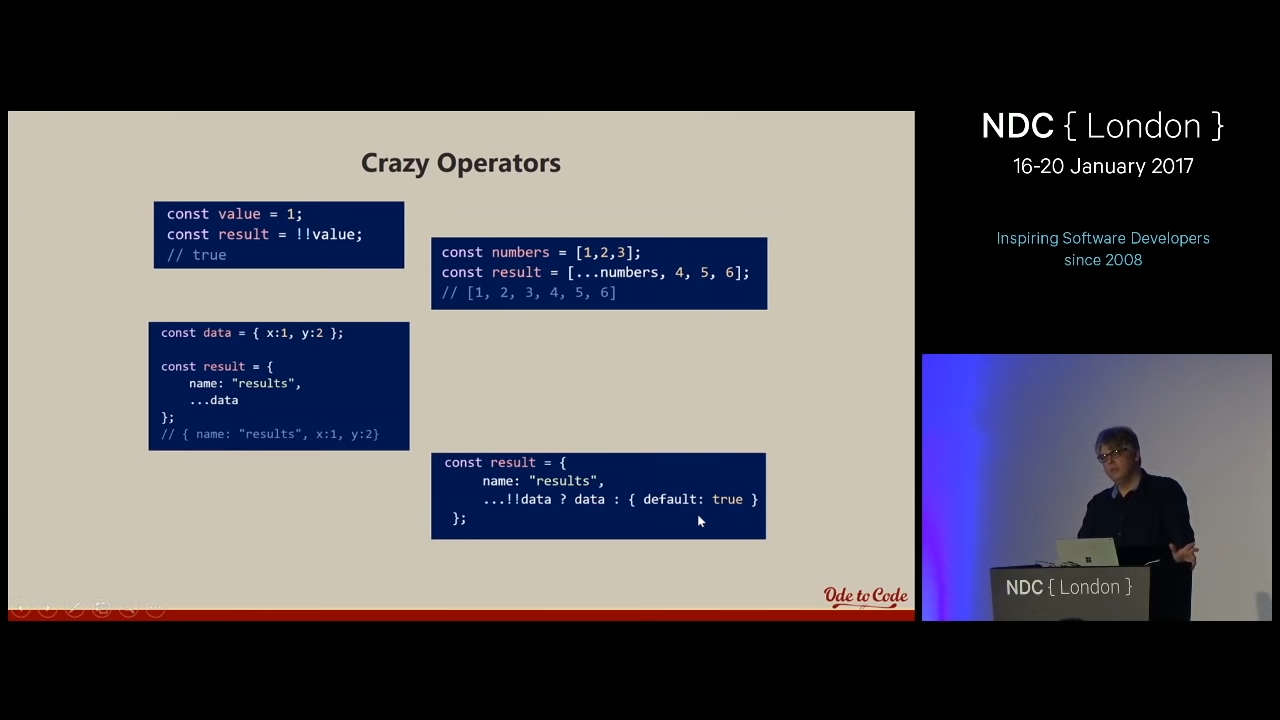 Crazy Operators
const value = 1;
const result = !!value;
// true
const numbers = [1,2,3];
const result = [...numbers, 4, 5, 6];
// [1, 2, 3, 4, 5, 6]
const data = { x:1, y:2 };
const result = {
name: "results",
...data
};
// { name: "results", x:1, y:2}
const result = {
name: "results",
...!!data ? data : { default: true }
};
Ode to Code
NDC { London }
16-20 January 2017
Inspiring Software Developers
since 2008
NDC { London }